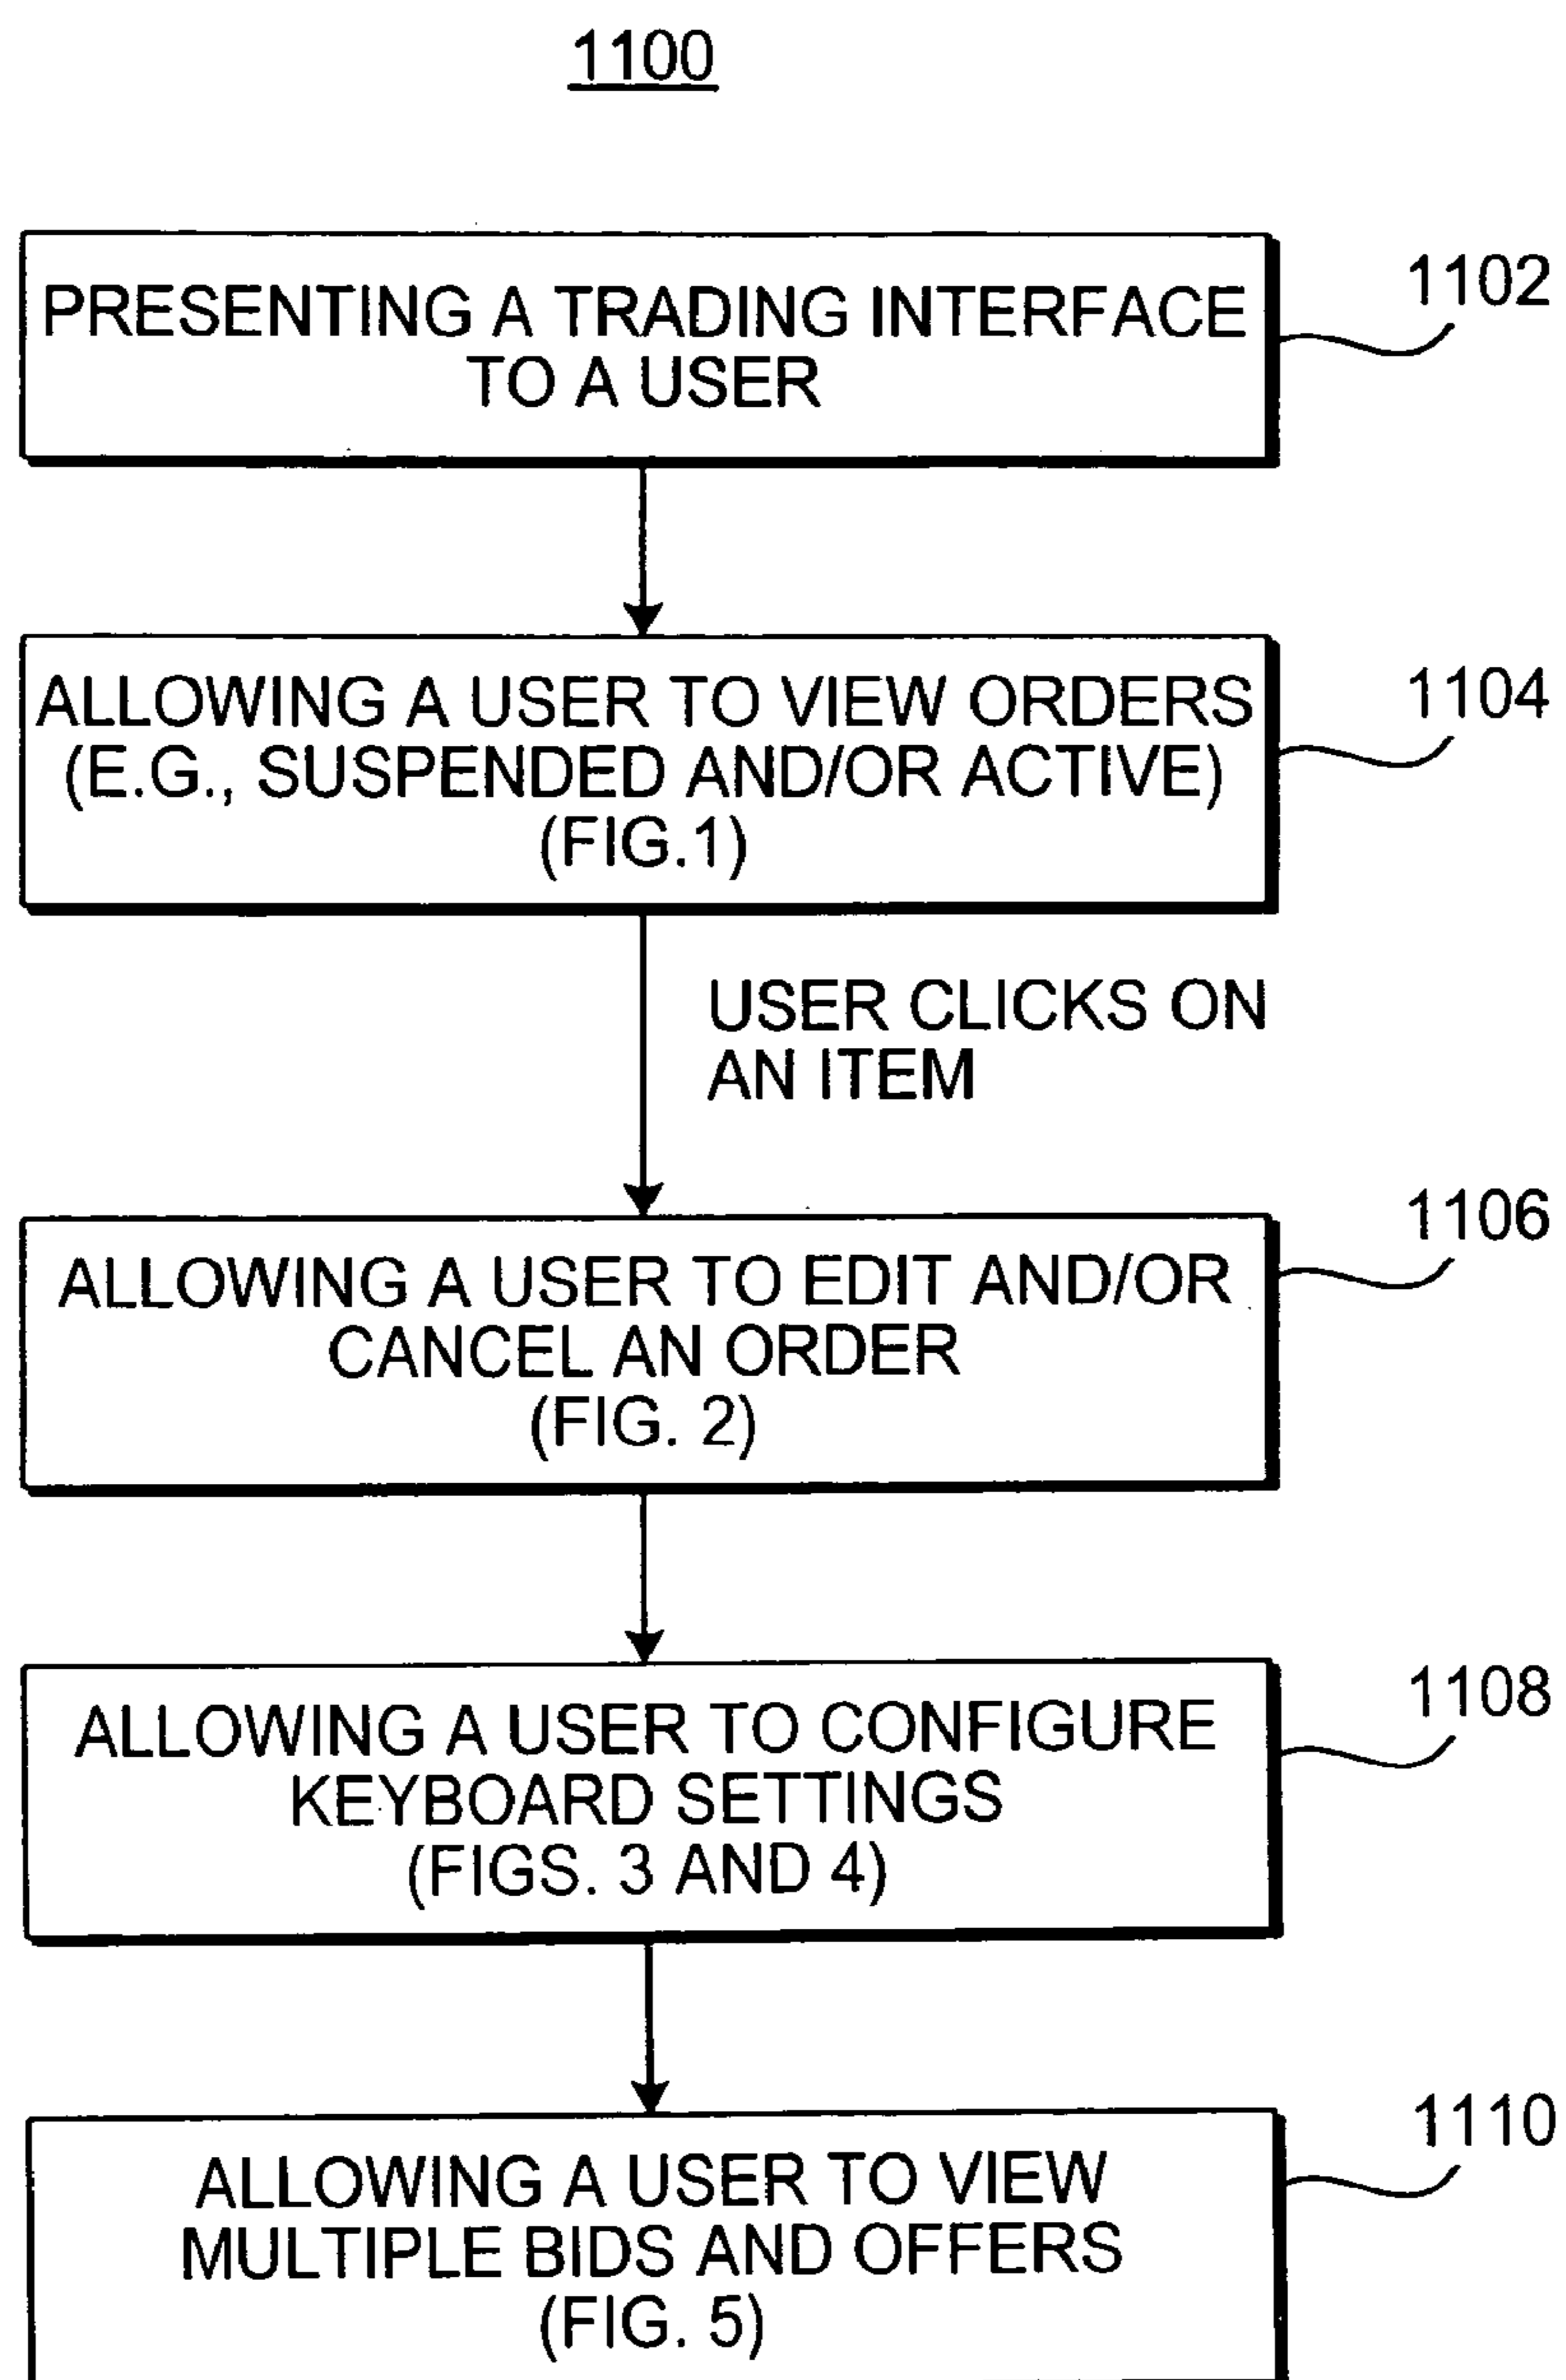 1100
PRESENTING A TRADING INTERFACE
TO A USER
1102
ALLOWING A USER TO VIEW ORDERS
(E.G., SUSPENDED AND/OR ACTIVE)
(FIG.1)
1104
USER CLICKS ON
AN ITEM
ALLOWING A USER TO EDIT AND/OR
CANCEL AN ORDER
(FIG. 2)
1106
ALLOWING A USER TO CONFIGURE
KEYBOARD SETTINGS
(FIGS. 3 AND 4)
1108
ALLOWING A USER TO VIEW
MULTIPLE BIDS AND OFFERS
(FIG. 5)
1110